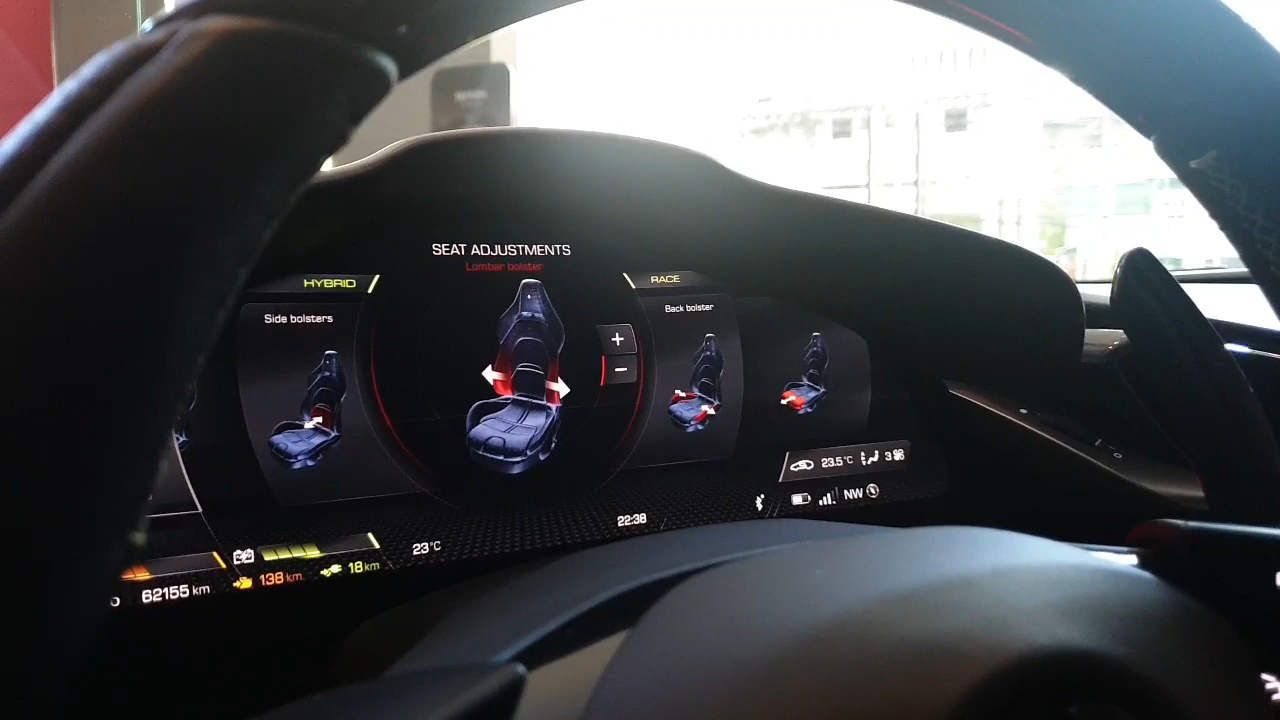 SEAT ADJUSTMENTS
Lombar bolster
HYBRID
RACE
Side bolsters
Back bolster
+
-
23.5°C
3
NW
22:38
23°C
62155 km
138 km
18 km